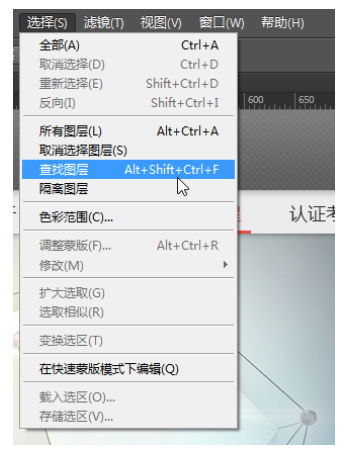 选择(S) 滤镜(T) 视图(V) 窗口(W) 帮助(H)
全部(A) Ctrl+A
取消选择(D) Ctrl+D
重新选择(E) Shift+Ctrl+D
反向(I) Shift+Ctrl+I
600 650
所有图层(L) Alt+Ctrl+A
取消选择图层(S)
查找图层 Alt+Shift+Ctrl+F
隔离图层
色彩范围(C)...
认证考
调整蒙版(F)... Alt+Ctrl+R
修改(M)
扩大选取(G)
选取相似(R)
变换选区(T)
在快速蒙版模式下编辑(Q)
载入选区(O)...
存储选区(V)...